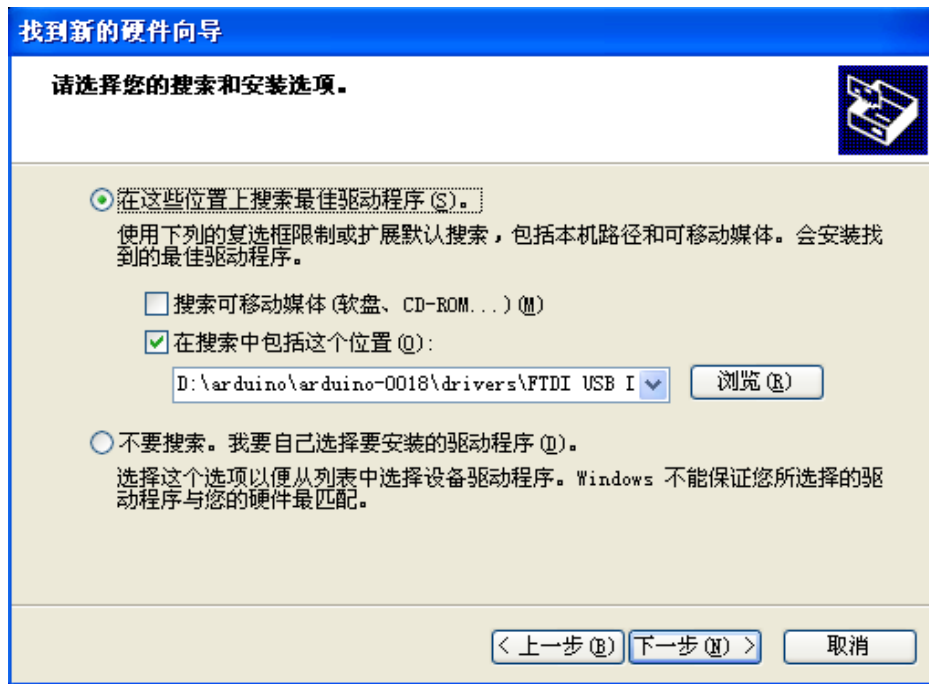 找到新的硬件向导
请选择您的搜索和安装选项。
在这些位置上搜索最佳驱动程序(S)。
使用下列的复选框限制或扩展默认搜索，包括本机路径和可移动媒体。会安装找
到的最佳驱动程序。
搜索可移动媒体(软盘、CD-ROM...)(M)
在搜索中包括这个位置(O):
D:\arduino\arduino-0018\drivers\FTDI USB I
浏览(R)
不要搜索。我要自己选择要安装的驱动程序(D)。
选择这个选项以便从列表中选择设备驱动程序。Windows 不能保证您所选择的驱
动程序与您的硬件最匹配。
< 上一步(B)
下一步(N) >
取消